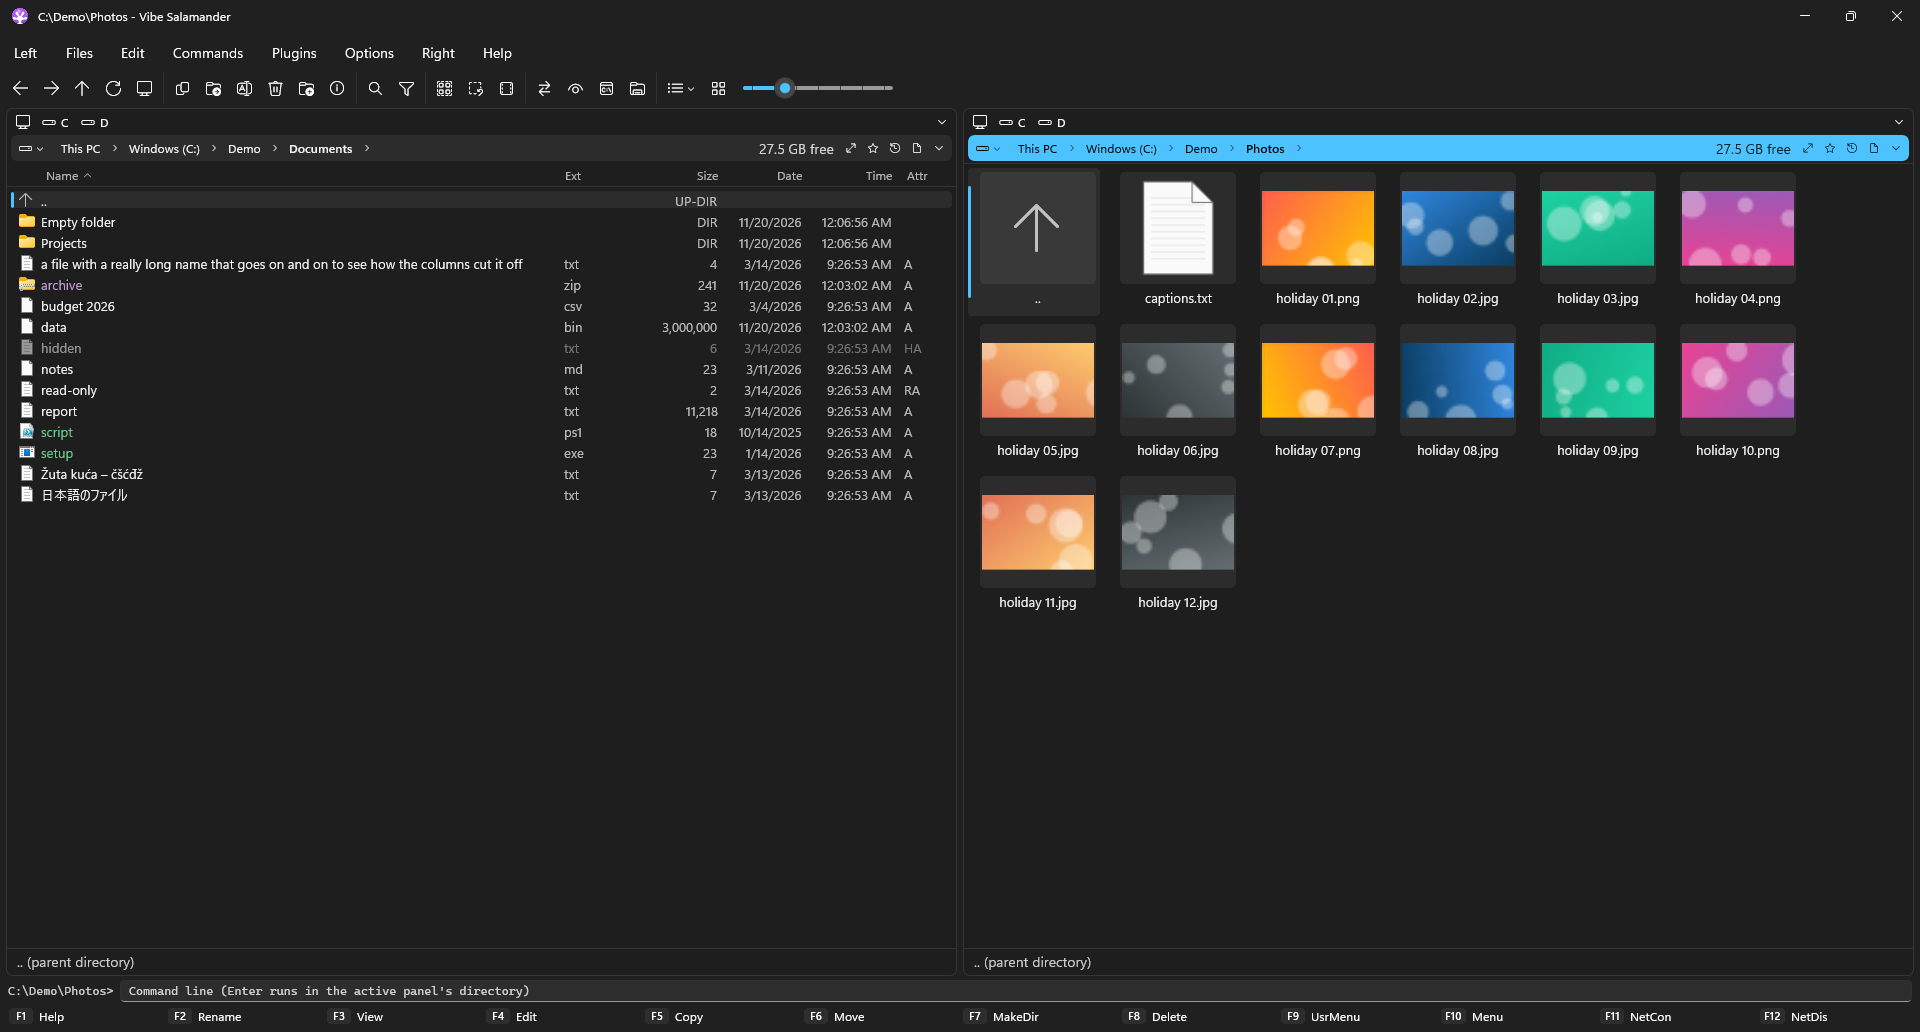 C:\Demo\Photos - Vibe Salamander
Left Files Edit Commands Plugins Options Right Help
C D
This PC Windows (C:) Demo Documents 27.5 GB free
Name Ext Size Date Time Attr
.. UP-DIR
Empty folder DIR 11/20/2026 12:06:56 AM
Projects DIR 11/20/2026 12:06:56 AM
a file with a really long name that goes on and on to see how the columns cut it off txt 4 3/14/2026 9:26:53 AM A
archive zip 241 11/20/2026 12:03:02 AM A
budget 2026 csv 32 3/4/2026 9:26:53 AM A
data bin 3,000,000 11/20/2026 12:03:02 AM A
hidden txt 6 3/14/2026 9:26:53 AM HA
notes md 23 3/11/2026 9:26:53 AM A
read-only txt 2 3/14/2026 9:26:53 AM RA
report txt 11,218 3/14/2026 9:26:53 AM A
script ps1 18 10/14/2025 9:26:53 AM A
setup exe 23 1/14/2026 9:26:53 AM A
Žuta kuća – čšćđž txt 7 3/13/2026 9:26:53 AM A
日本語のファイル txt 7 3/13/2026 9:26:53 AM A
.. (parent directory)
C D
This PC Windows (C:) Demo Photos 27.5 GB free
.. captions.txt holiday 01.png holiday 02.jpg holiday 03.jpg holiday 04.png
holiday 05.jpg holiday 06.jpg holiday 07.png holiday 08.jpg holiday 09.jpg holiday 10.png
holiday 11.jpg holiday 12.jpg
.. (parent directory)
C:\Demo\Photos> Command line (Enter runs in the active panel's directory)
F1 Help F2 Rename F3 View F4 Edit F5 Copy F6 Move F7 MakeDir F8 Delete F9 UsrMenu F10 Menu F11 NetCon F12 NetDis